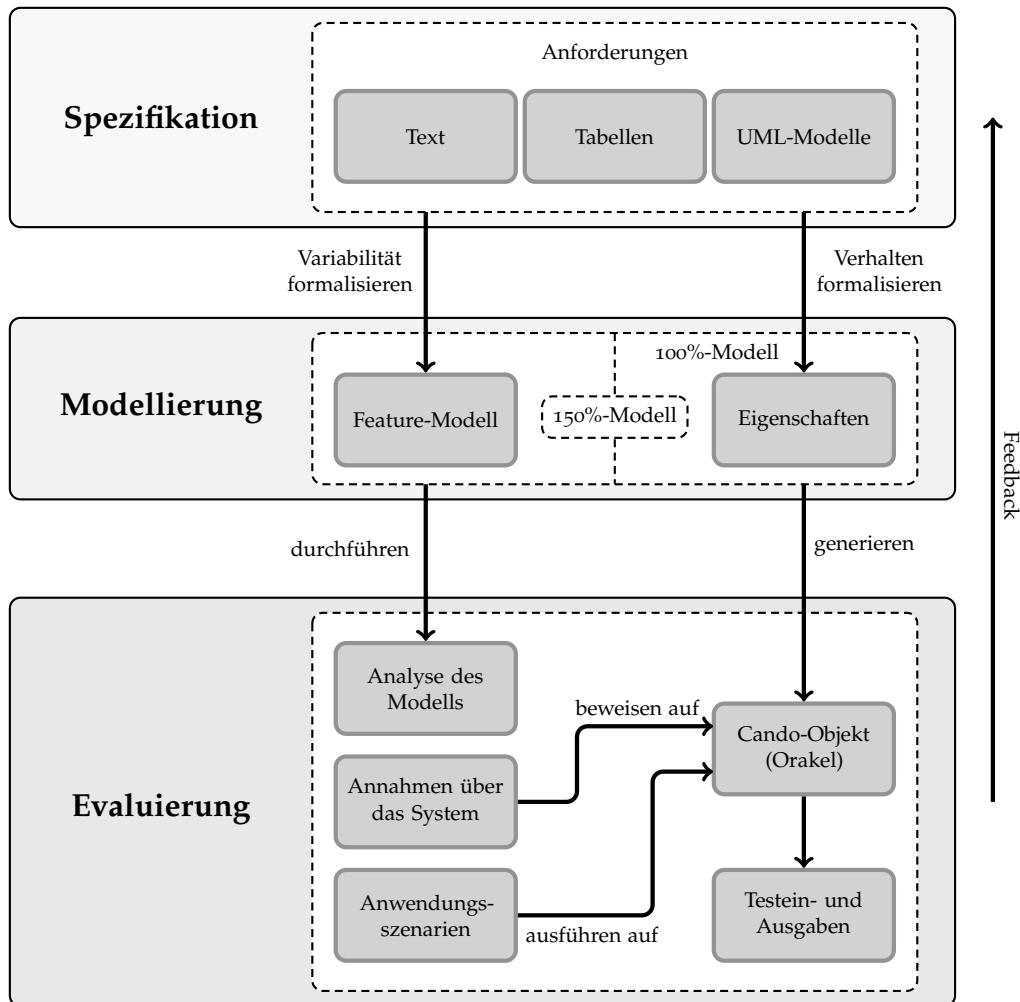 Anforderungen
Spezifikation
Text
Tabellen
UML-Modelle
Variabilität
formalisieren
Verhalten
formalisieren
100%-Modell
Modellierung
Feature-Modell
150%-Modell
Eigenschaften
Feedback
durchführen
generieren
Analyse des
Modells
beweisen auf
Cando-Objekt
(Orakel)
Evaluierung
Annahmen über
das System
Anwendungs-
szenarien
ausführen auf
Testein- und
Ausgaben